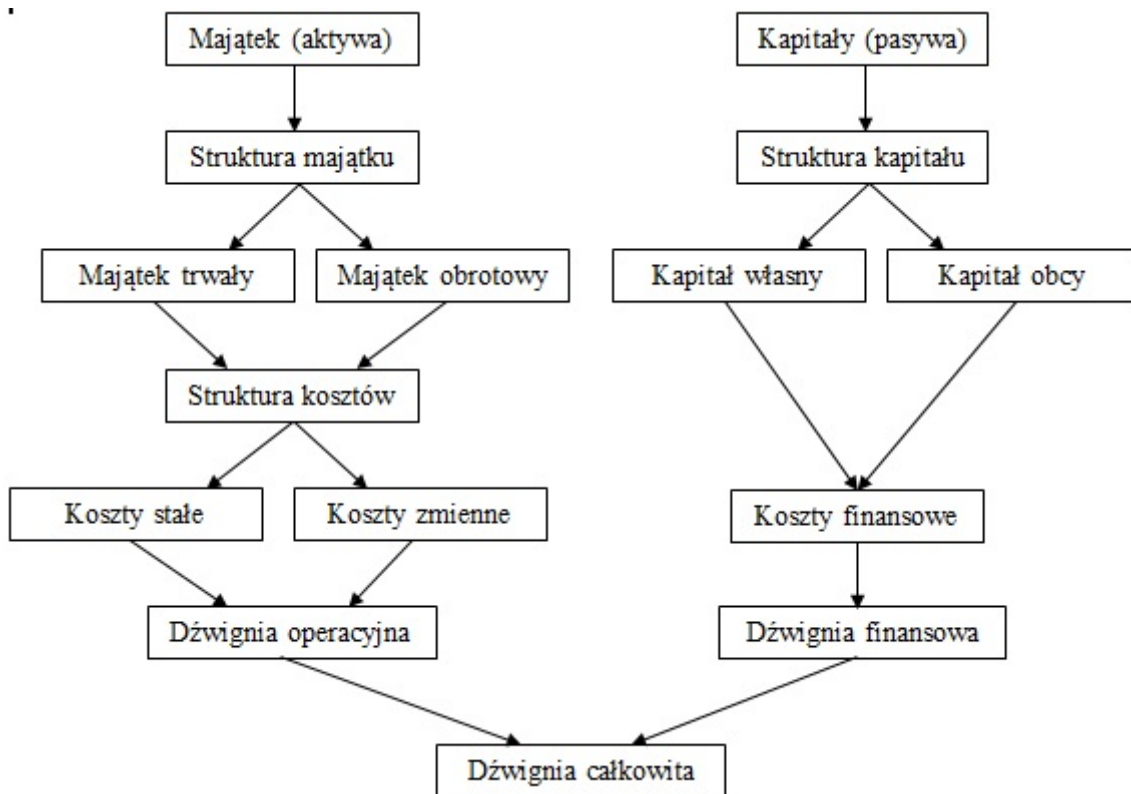 Majątek (aktywa)
Kapitały (pasywa)
Struktura majątku
Struktura kapitału
Majątek trwały
Majątek obrotowy
Kapitał własny
Kapitał obcy
Struktura kosztów
Koszty stałe
Koszty zmienne
Koszty finansowe
Dźwignia operacyjna
Dźwignia finansowa
Dźwignia całkowita